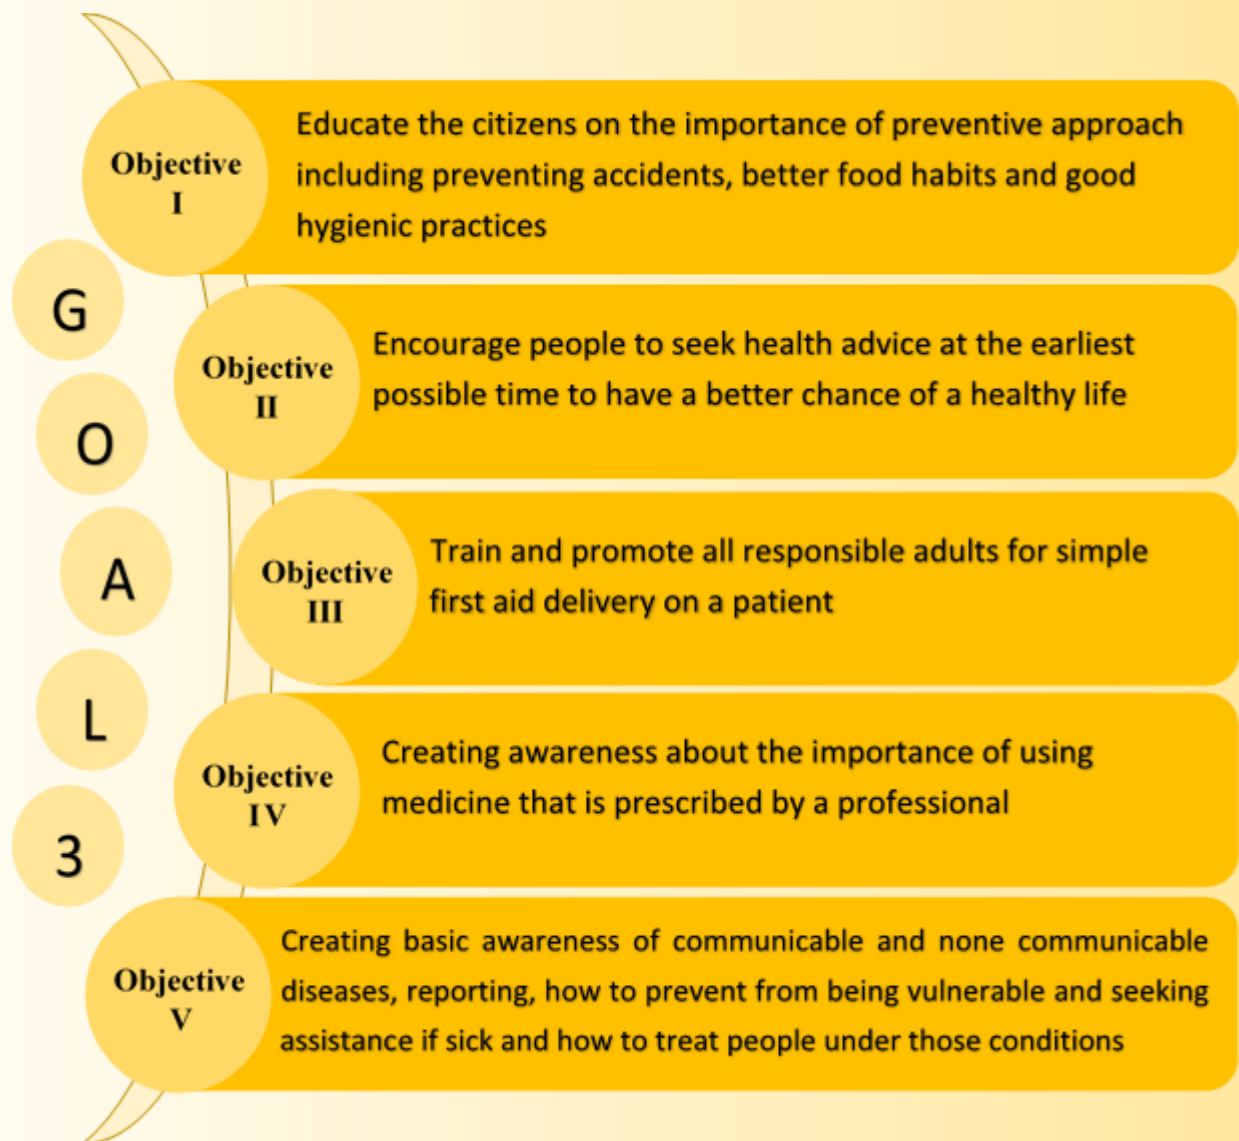 Objective
I
Educate the citizens on the importance of preventive approach
including preventing accidents, better food habits and good
hygienic practices
G
O
A
L
3
Objective
II
Encourage people to seek health advice at the earliest
possible time to have a better chance of a healthy life
Objective
III
Train and promote all responsible adults for simple
first aid delivery on a patient
Objective
IV
Creating awareness about the importance of using
medicine that is prescribed by a professional
Objective
V
Creating basic awareness of communicable and none communicable
diseases, reporting, how to prevent from being vulnerable and seeking
assistance if sick and how to treat people under those conditions